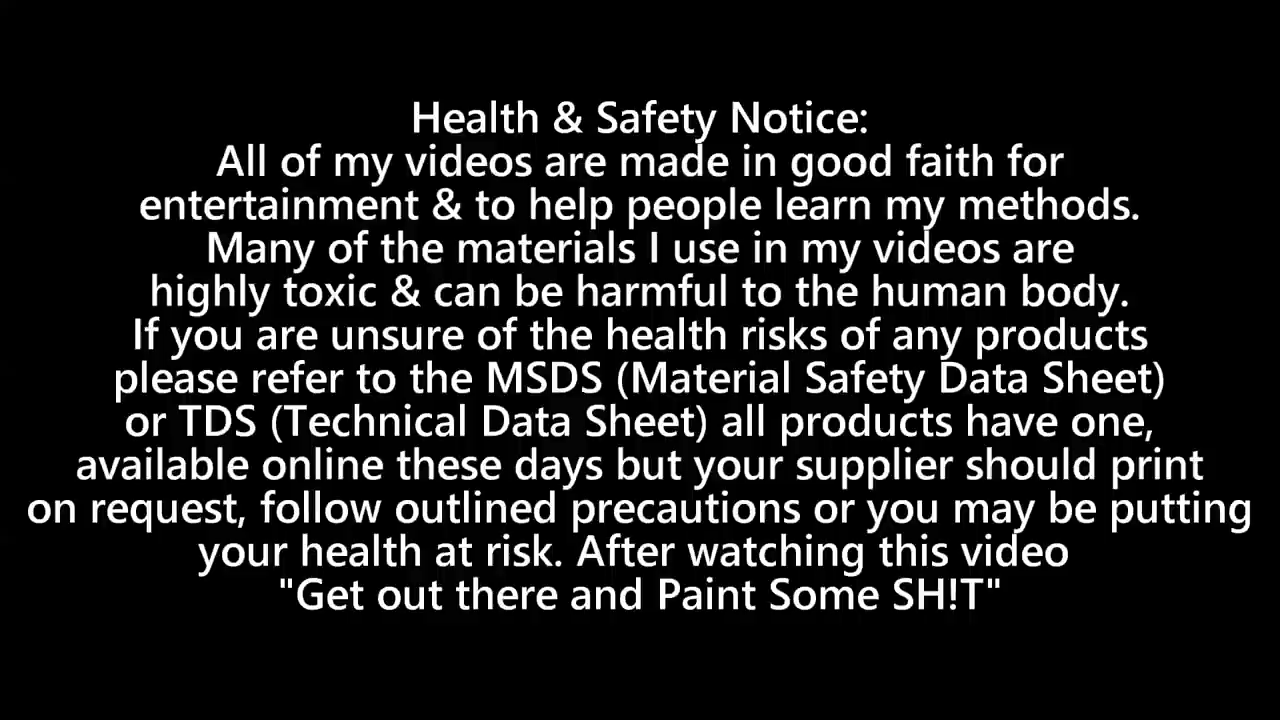 Health & Safety Notice:
All of my videos are made in good faith for
entertainment & to help people learn my methods.
Many of the materials I use in my videos are
highly toxic & can be harmful to the human body.
If you are unsure of the health risks of any products
please refer to the MSDS (Material Safety Data Sheet)
or TDS (Technical Data Sheet) all products have one,
available online these days but your supplier should print
on request, follow outlined precautions or you may be putting
your health at risk. After watching this video
"Get out there and Paint Some SH!T"